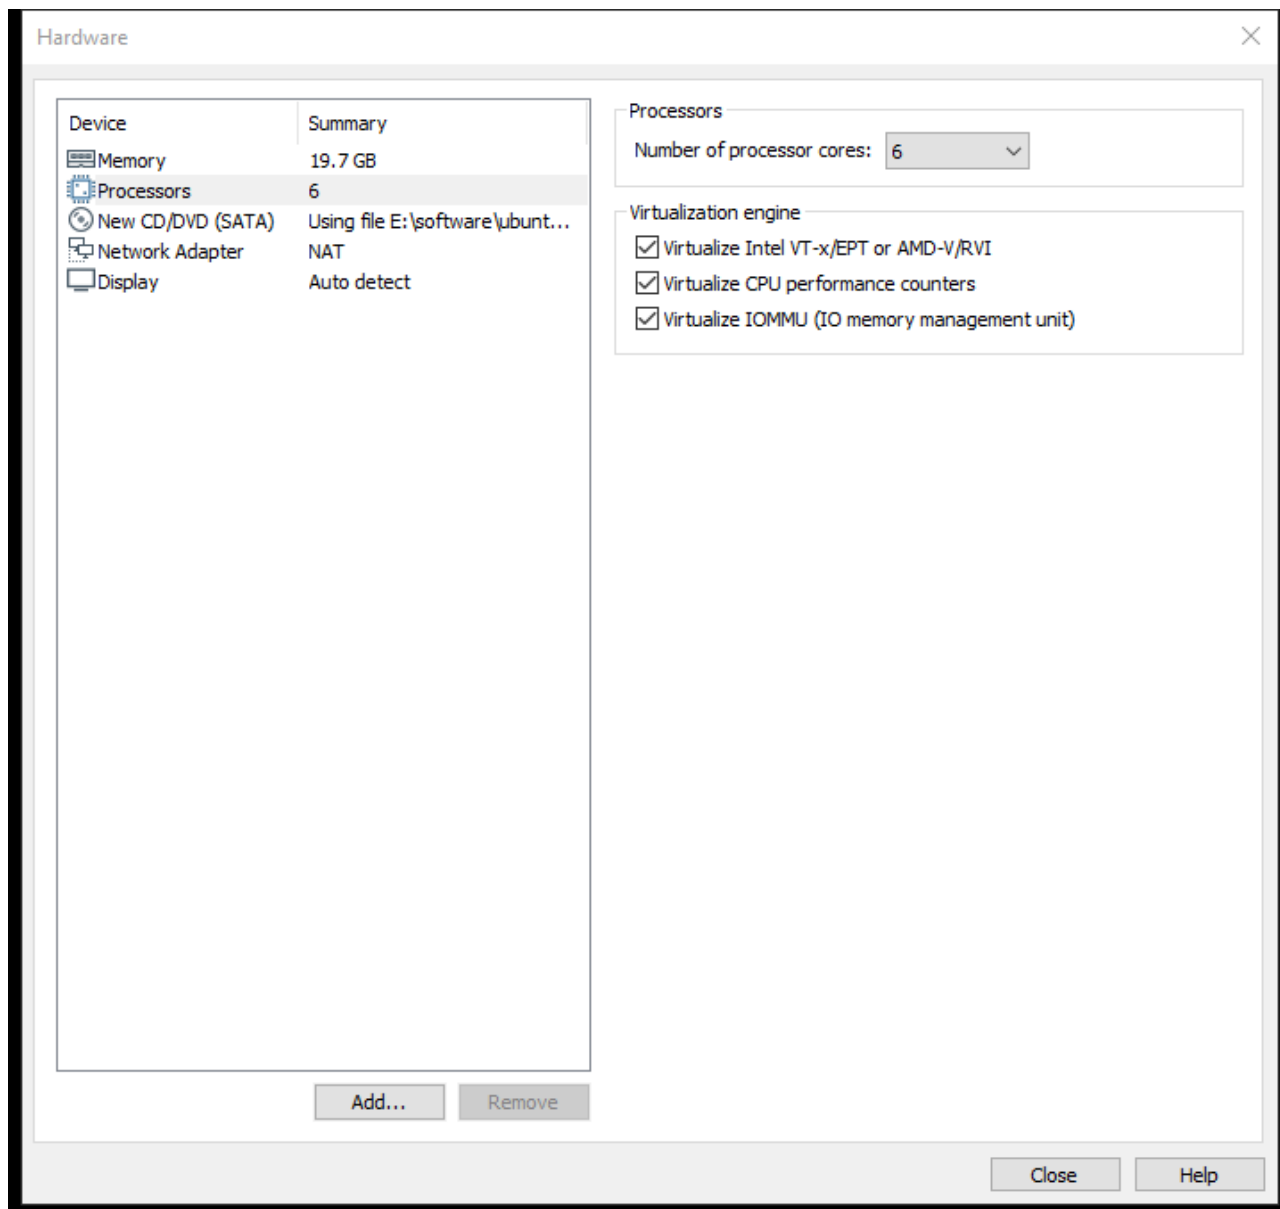 Hardware
Device Summary
Memory 19.7 GB
Processors 6
New CD/DVD (SATA) Using file E:\software\ubunt...
Network Adapter NAT
Display Auto detect
Add... Remove
Processors
Number of processor cores: 6
Virtualization engine
Virtualize Intel VT-x/EPT or AMD-V/RVI
Virtualize CPU performance counters
Virtualize IOMMU (IO memory management unit)
Close Help